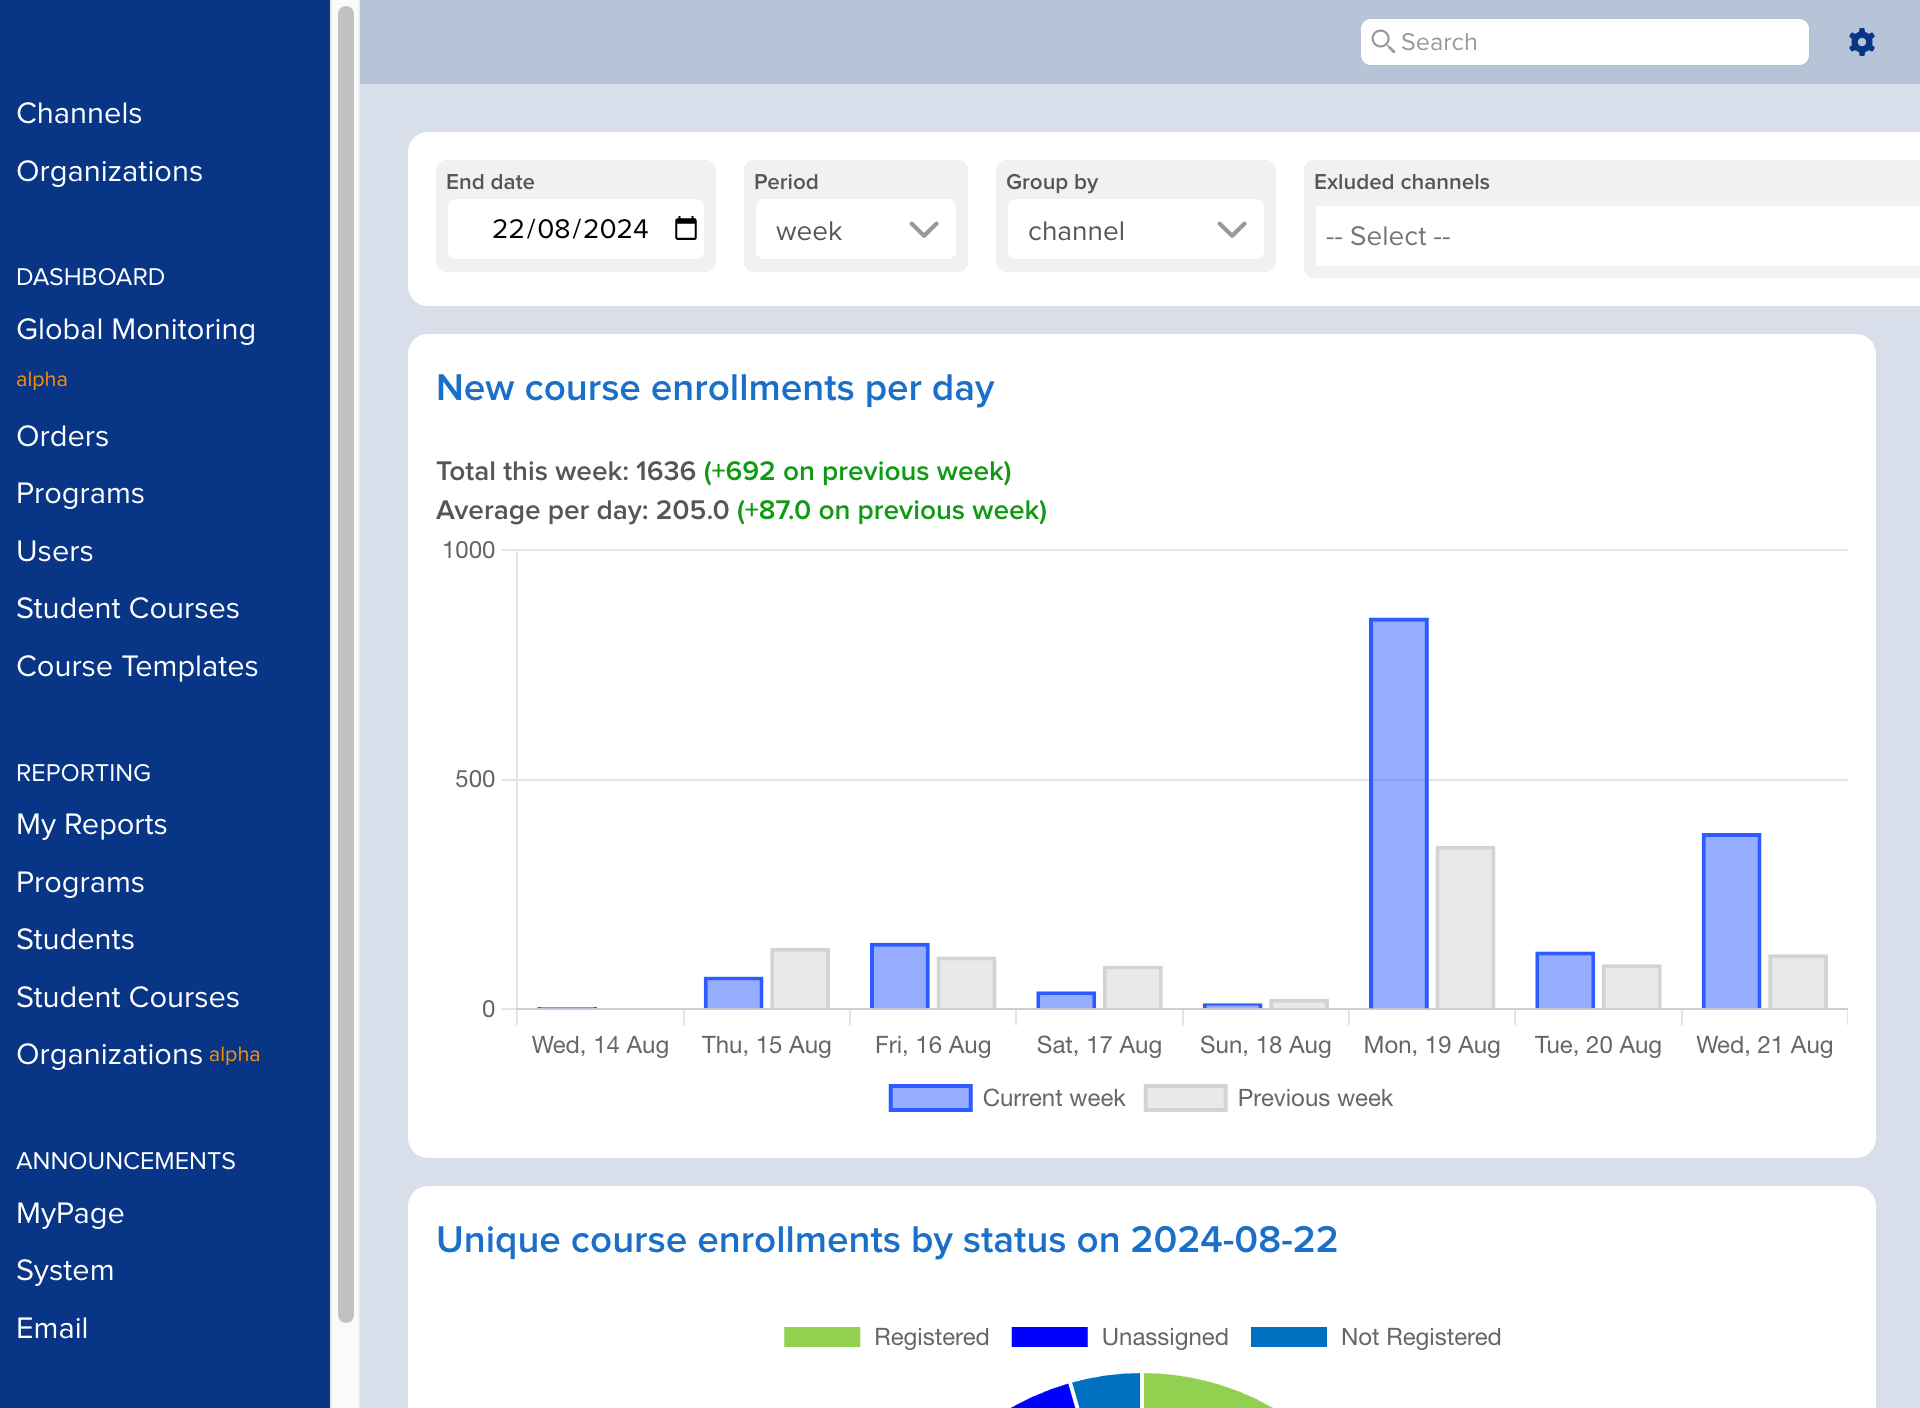 Channels
Organizations
DASHBOARD
Global Monitoring
alpha
Orders
Programs
Users
Student Courses
Course Templates
REPORTING
My Reports
Programs
Students
Student Courses
Organizations alpha
ANNOUNCEMENTS
MyPage
System
Email
Search
End date
22/08/2024
Period
week
Group by
channel
Exluded channels
-- Select --
New course enrollments per day
Total this week: 1636 (+692 on previous week)
Average per day: 205.0 (+87.0 on previous week)
1000
500
0
Wed, 14 Aug Thu, 15 Aug Fri, 16 Aug Sat, 17 Aug Sun, 18 Aug Mon, 19 Aug Tue, 20 Aug Wed, 21 Aug
Current week Previous week
Unique course enrollments by status on 2024-08-22
Registered Unassigned Not Registered